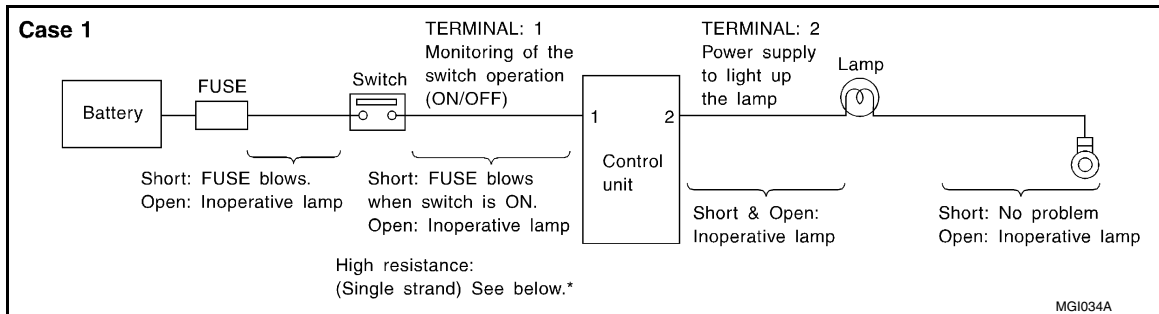 Case 1
TERMINAL: 1
Monitoring of the
switch operation
(ON/OFF)
TERMINAL: 2
Power supply
to light up
the lamp
Lamp
FUSE
Switch
Battery
1
2
Control
unit
Short: FUSE blows.
Open: Inoperative lamp
Short: FUSE blows
when switch is ON.
Open: Inoperative lamp
Short & Open:
Inoperative lamp
Short: No problem
Open: Inoperative lamp
High resistance:
(Single strand) See below.*
MGI034A